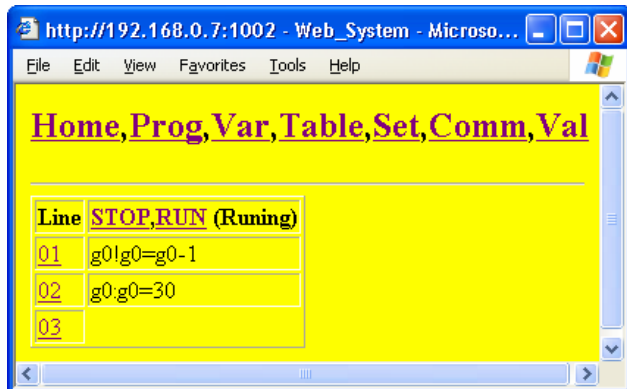 http://192.168.0.7:1002 - Web_System - Microso...
File Edit View Favorites Tools Help
Home,Prog,Var,Table,Set,Comm,Val
Line STOP,RUN (Runing)
01 g0!g0=g0-1
02 g0:g0=30
03